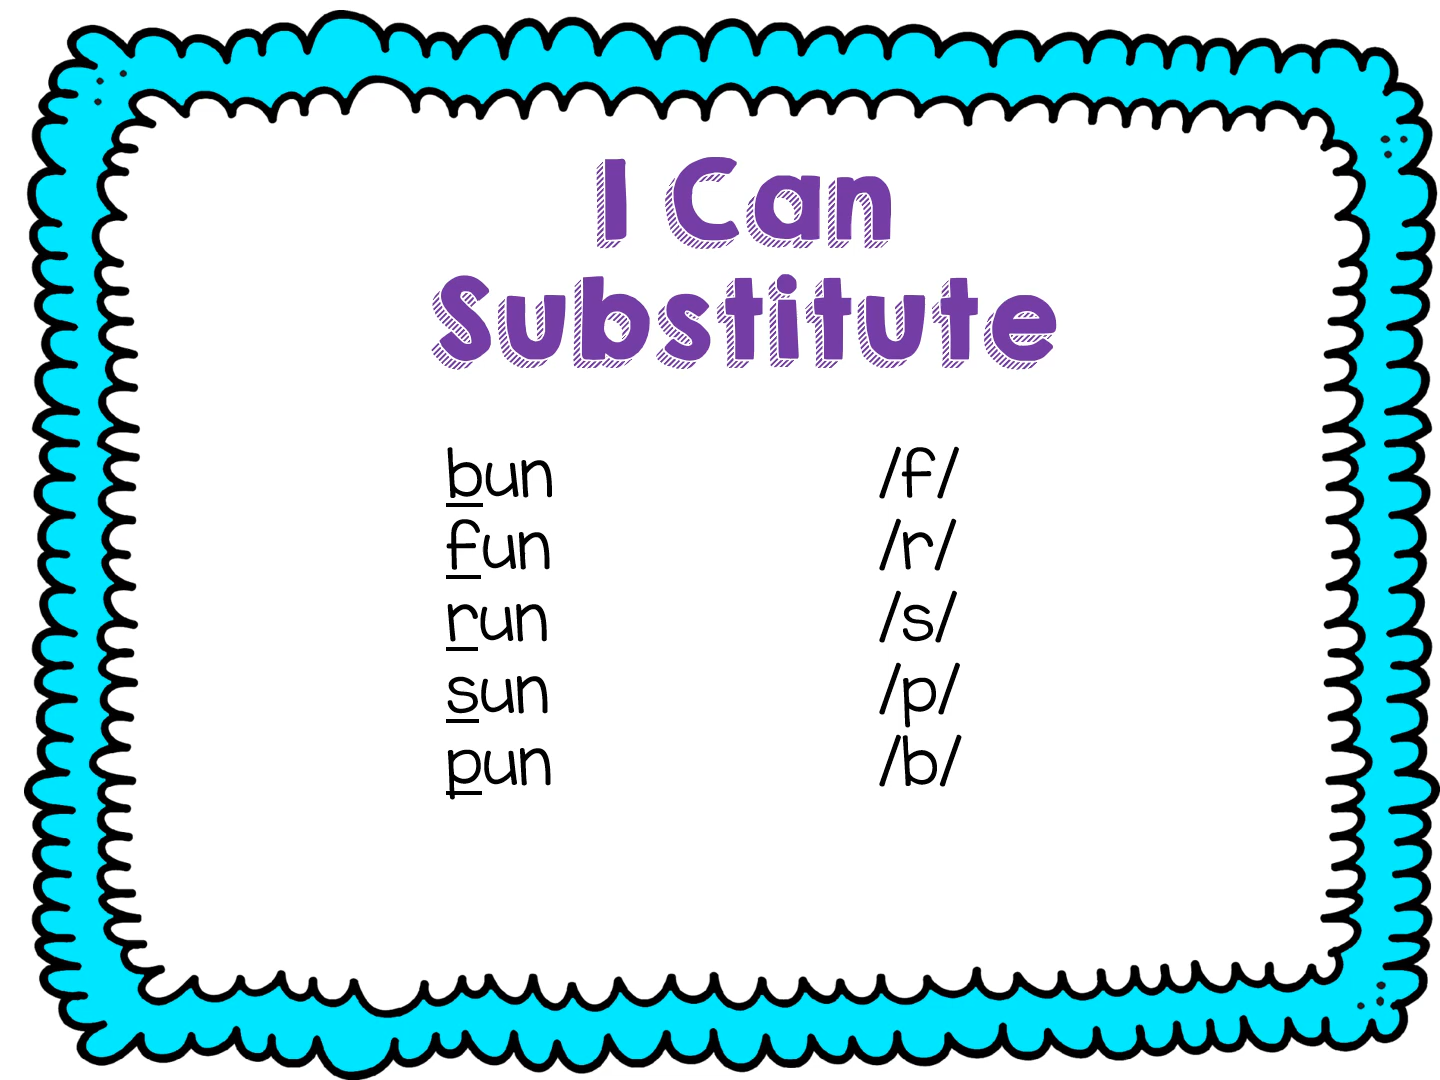 I Can
Substitute
bun /f/
fun /r/
run /s/
sun /p/
pun /b/